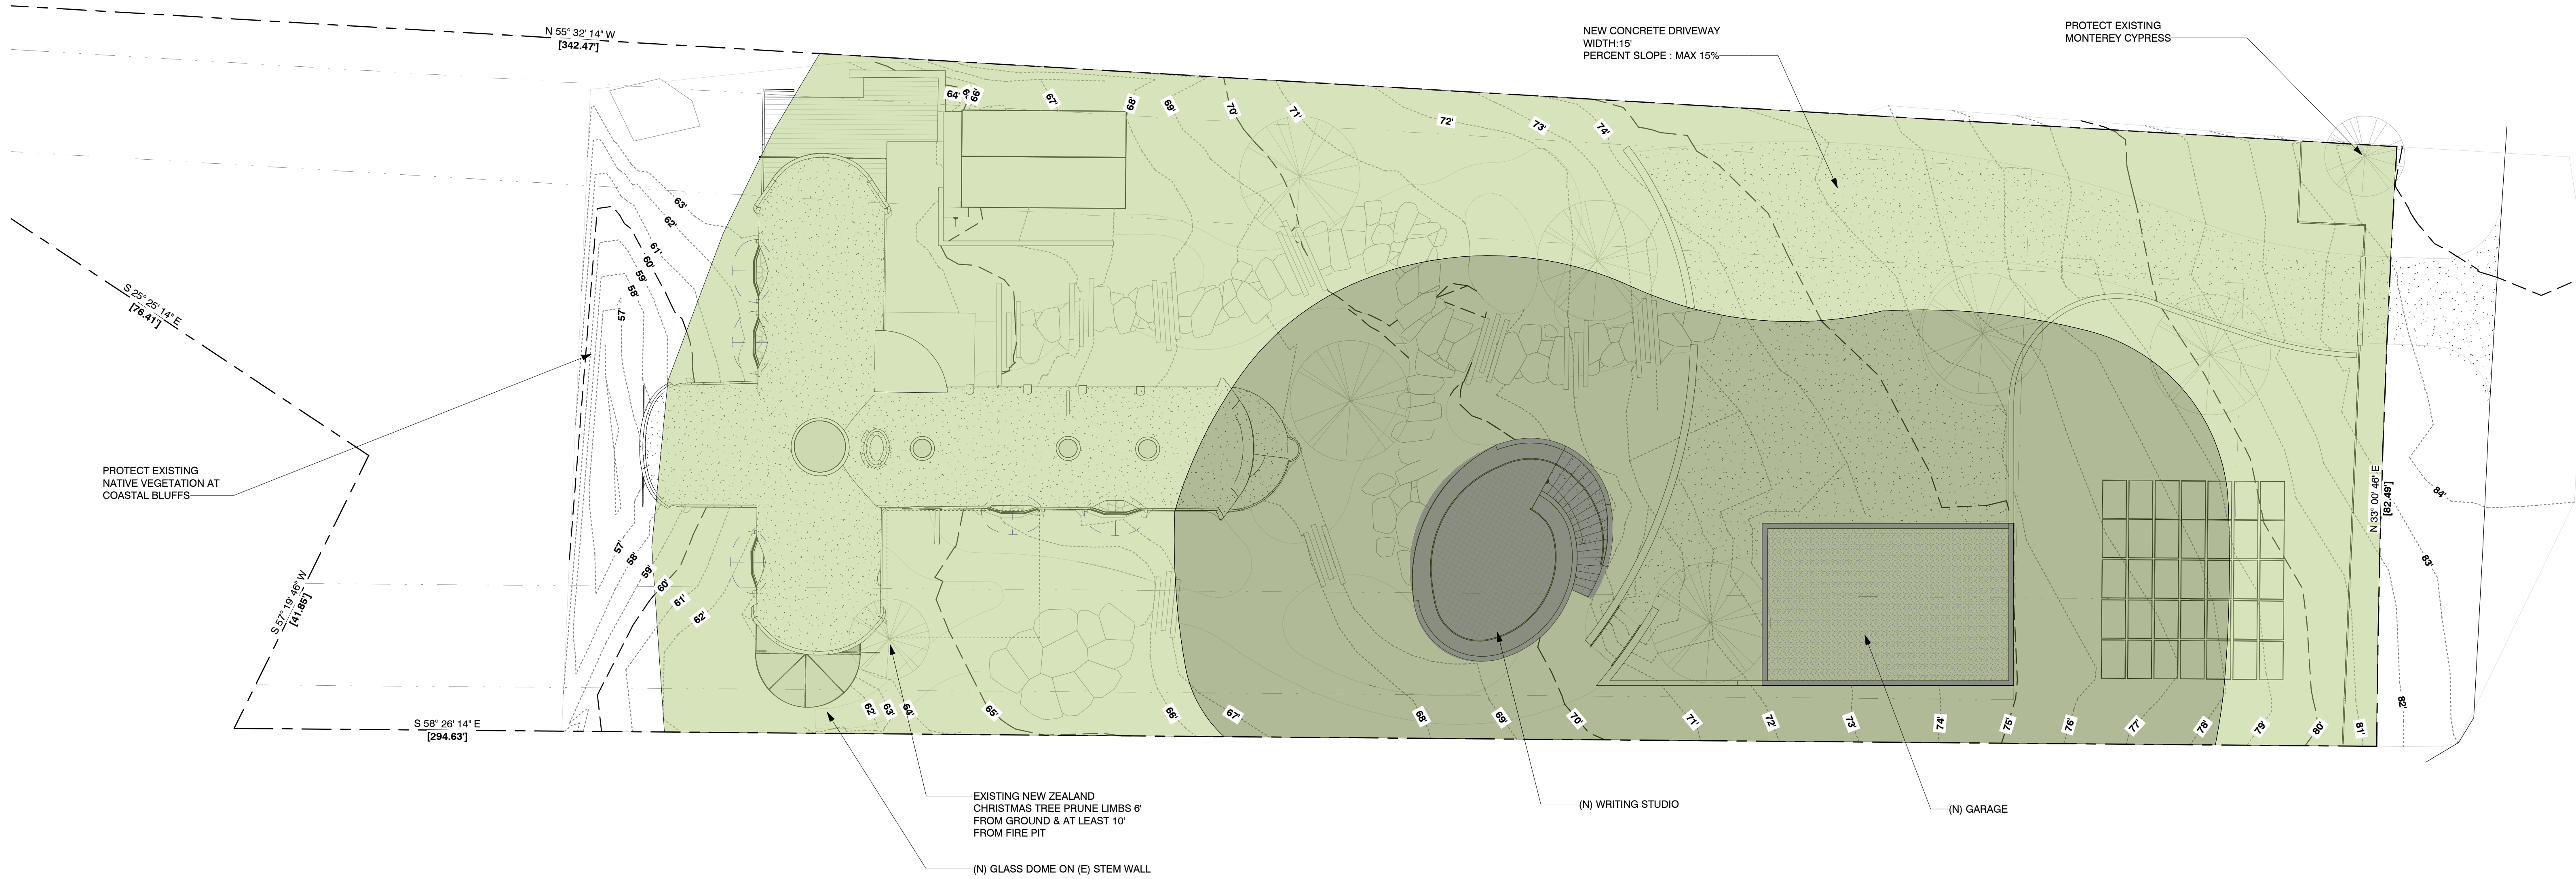 N 55° 32' 14" W
[342.47']
NEW CONCRETE DRIVEWAY
WIDTH:15'
PERCENT SLOPE : MAX 15%
PROTECT EXISTING
MONTEREY CYPRESS
64'
66'
67'
68'
69'
70'
71'
72'
73'
74'
63'
62'
61'
60'
59'
58'
57'
S 25° 25' 14" E
[76.41']
PROTECT EXISTING
NATIVE VEGETATION AT
COASTAL BLUFFS
N 33° 00' 46" E
[82.49']
84'
83'
82'
57'
58'
59'
60'
61'
62'
S 57° 19' 46" W
[41.85']
S 58° 26' 14" E
[294.63']
62'
63'
64'
65'
66'
67'
68'
69'
70'
71'
72'
73'
74'
75'
76'
77'
78'
79'
80'
81'
EXISTING NEW ZEALAND
CHRISTMAS TREE PRUNE LIMBS 6'
FROM GROUND & AT LEAST 10'
FROM FIRE PIT
(N) WRITING STUDIO
(N) GARAGE
(N) GLASS DOME ON (E) STEM WALL